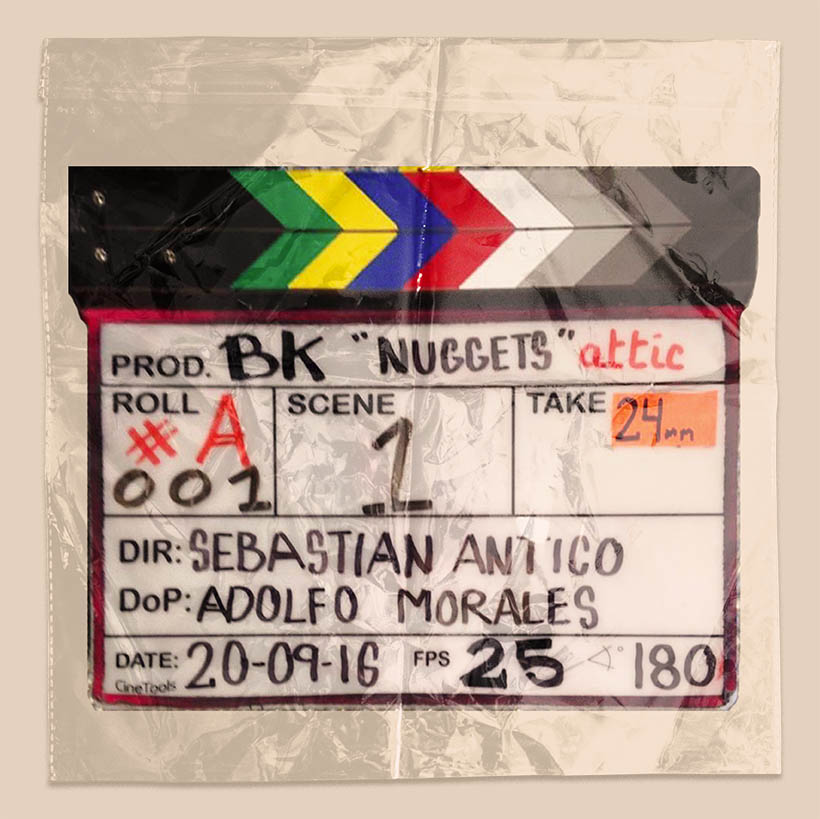 PROD. BK "NUGGETS" attic
ROLL #A 001
SCENE 1
TAKE 24mm
DIR: SEBASTIAN ANTICO
DoP: ADOLFO MORALES
DATE: 20-09-16 FPS 25 180
CineTools